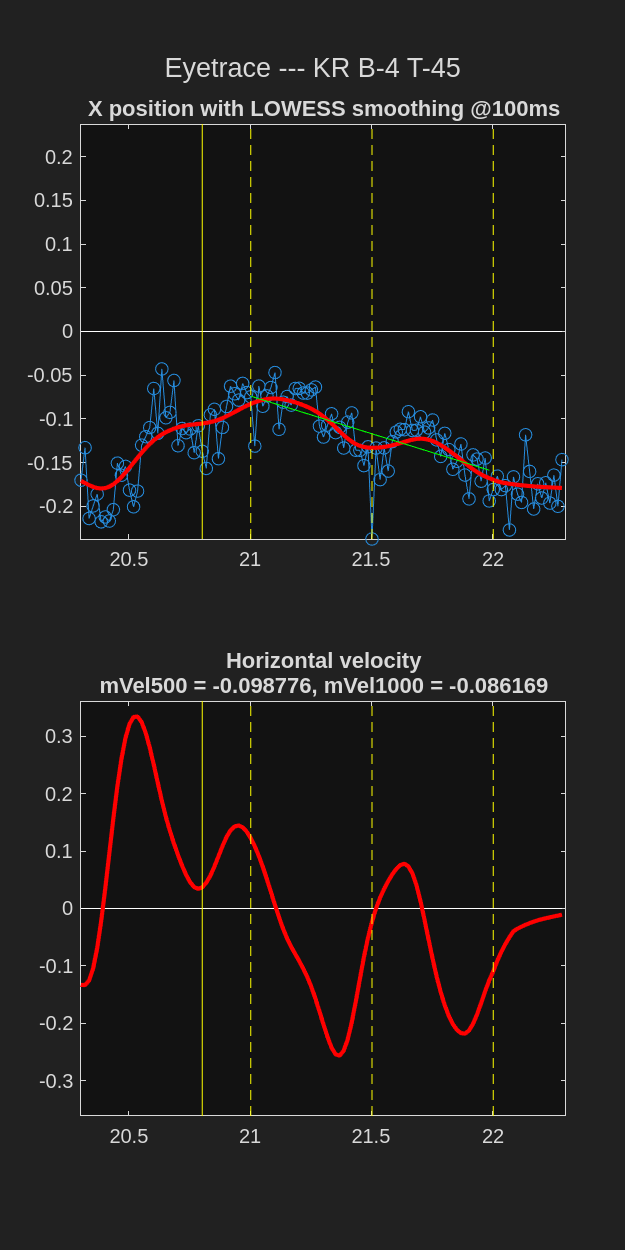 Eyetrace --- KR B-4 T-45
X position with LOWESS smoothing @100ms
0.2
0.15
0.1
0.05
0
-0.05
-0.1
-0.15
-0.2
20.5 21 21.5 22
Horizontal velocity
mVel500 = -0.098776, mVel1000 = -0.086169
0.3
0.2
0.1
0
-0.1
-0.2
-0.3
20.5 21 21.5 22